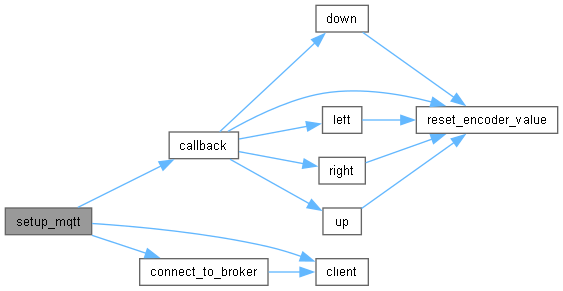 down
reset_encoder_value
left
callback
right
setup_mqtt
up
connect_to_broker
client